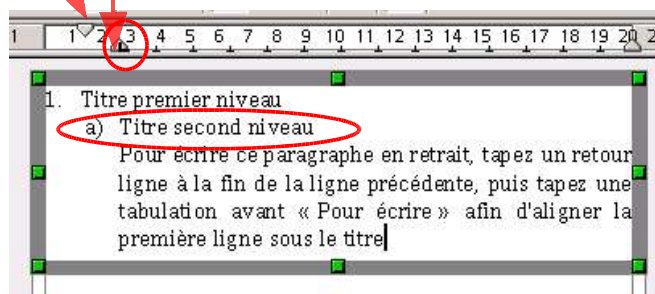 1 1 2 3 4 5 6 7 8 9 10 11 12 13 14 15 16 17 18 19 20 2
1. Titre premier niveau
a) Titre second niveau
Pour écrire ce paragraphe en retrait, tapez un retour
ligne à la fin de la ligne précédente, puis tapez une
tabulation avant « Pour écrire » afin d'aligner la
première ligne sous le titre